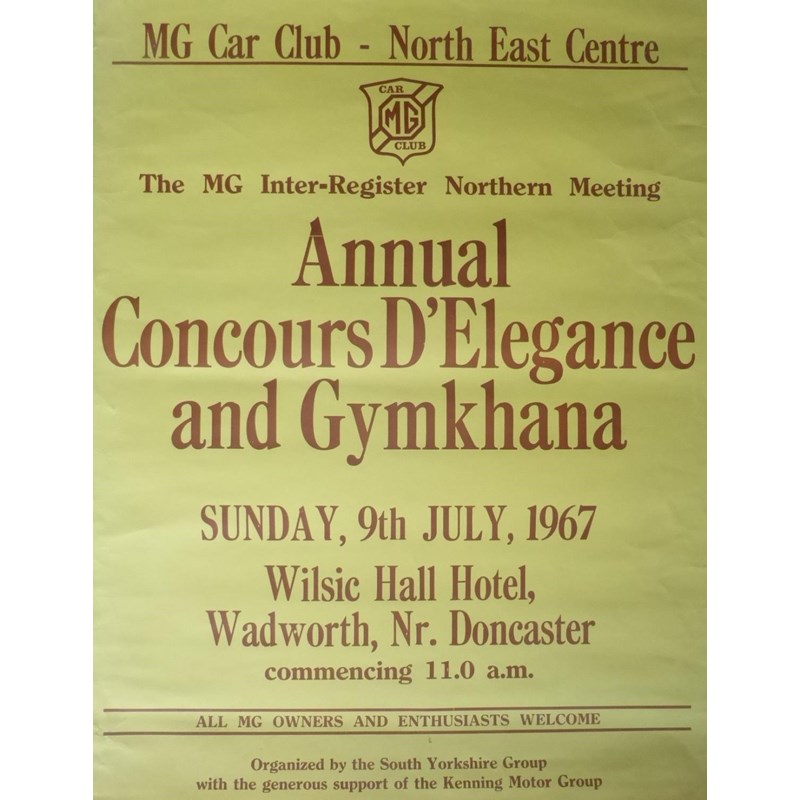 MG Car Club - North East Centre
CAR
MG
CLUB
The MG Inter-Register Northern Meeting
Annual
Concours D'Elegance
and Gymkhana
SUNDAY, 9th JULY, 1967
Wilsic Hall Hotel,
Wadworth, Nr. Doncaster
commencing 11.0 a.m.
ALL MG OWNERS AND ENTHUSIASTS WELCOME
Organized by the South Yorkshire Group
with the generous support of the Kenning Motor Group